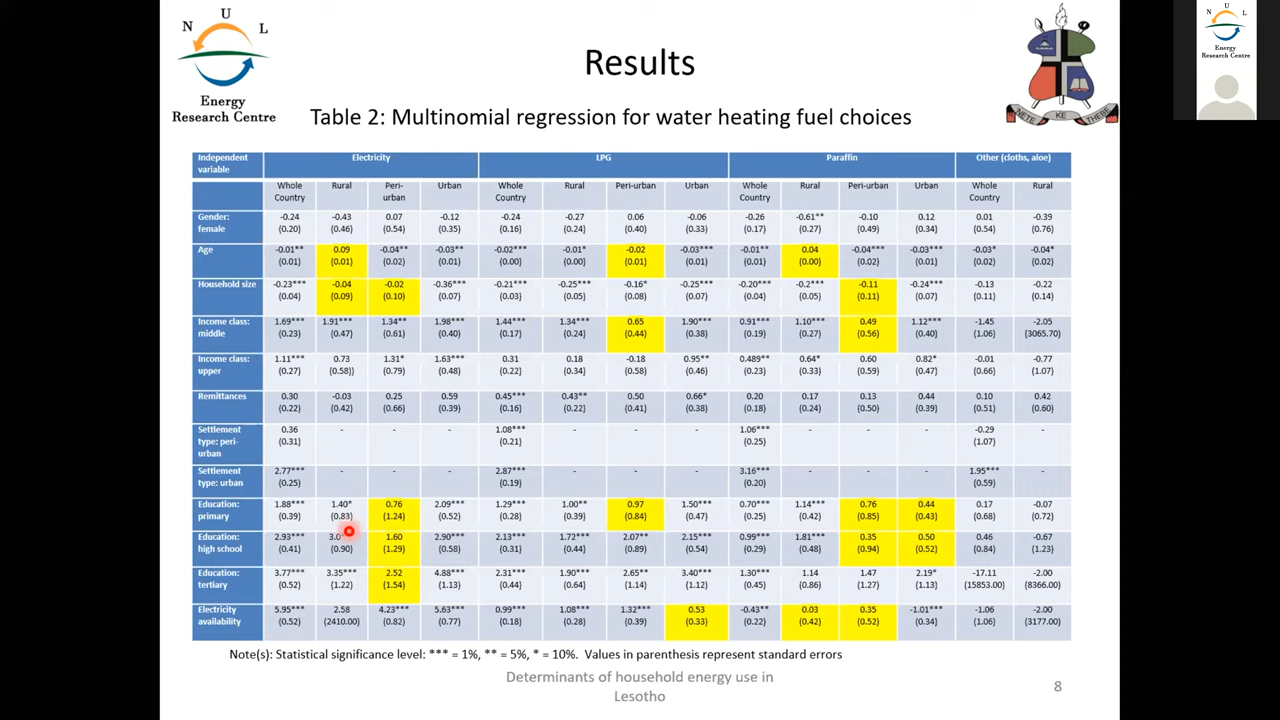 N U L
Energy
Research Centre
Results
NETE KE THEBE
N U L
Energy
Research Centre
Table 2: Multinomial regression for water heating fuel choices
Independent variable Electricity LPG Paraffin Other (cloths, aloe)
Whole Country Rural Peri-urban Urban Whole Country Rural Peri-urban Urban Whole Country Rural Peri-urban Urban Whole Country Rural
Gender: female -0.24 -0.43 0.07 -0.12 -0.24 -0.27 0.06 -0.06 -0.26 -0.61** -0.10 0.12 0.01 -0.39
(0.20) (0.46) (0.54) (0.35) (0.16) (0.24) (0.40) (0.33) (0.17) (0.27) (0.49) (0.34) (0.54) (0.76)
Age -0.01** 0.09 -0.04** -0.03** -0.02*** -0.01* -0.02 -0.03*** -0.01** 0.04 -0.04*** -0.03*** -0.03* -0.04*
(0.01) (0.01) (0.02) (0.01) (0.00) (0.00) (0.01) (0.01) (0.01) (0.00) (0.02) (0.01) (0.02) (0.02)
Household size -0.23*** -0.04 -0.02 -0.36*** -0.21*** -0.25*** -0.16* -0.25*** -0.20*** -0.2*** -0.11 -0.24*** -0.13 -0.22
(0.04) (0.09) (0.10) (0.07) (0.03) (0.05) (0.08) (0.07) (0.04) (0.05) (0.11) (0.07) (0.11) (0.14)
Income class: middle 1.69*** 1.91*** 1.34** 1.98*** 1.44*** 1.34*** 0.65 1.90*** 0.91*** 1.10*** 0.49 1.12*** -1.45 -2.05
(0.23) (0.47) (0.61) (0.40) (0.17) (0.24) (0.44) (0.38) (0.19) (0.27) (0.56) (0.40) (1.06) (3065.70)
Income class: upper 1.11*** 0.73 1.31* 1.63*** 0.31 0.18 -0.18 0.95** 0.489** 0.64* 0.60 0.82* -0.01 -0.77
(0.27) (0.58)) (0.79) (0.48) (0.22) (0.34) (0.58) (0.46) (0.23) (0.33) (0.59) (0.47) (0.66) (1.07)
Remittances 0.30 -0.03 0.25 0.59 0.45*** 0.43** 0.50 0.66* 0.20 0.17 0.13 0.44 0.10 0.42
(0.22) (0.42) (0.66) (0.39) (0.16) (0.22) (0.41) (0.38) (0.18) (0.24) (0.50) (0.39) (0.51) (0.60)
Settlement type: peri-urban 0.36 - - - 1.08*** - - - 1.06*** - - - -0.29 -
(0.31) (0.21) (0.25) (1.07)
Settlement type: urban 2.77*** - - - 2.87*** - - - 3.16*** - - - 1.95*** -
(0.25) (0.19) (0.20) (0.59)
Education: primary 1.88*** 1.40* 0.76 2.09*** 1.29*** 1.00** 0.97 1.50*** 0.70*** 1.14*** 0.76 0.44 0.17 -0.07
(0.39) (0.83) (1.24) (0.52) (0.28) (0.39) (0.84) (0.47) (0.25) (0.42) (0.85) (0.43) (0.68) (0.72)
Education: high school 2.93*** 1.60 2.90*** 2.13*** 1.72*** 2.07** 2.15*** 0.99*** 1.81*** 0.35 0.50 0.46 -0.67
(0.41) (0.90) (1.29) (0.58) (0.31) (0.44) (0.89) (0.54) (0.29) (0.48) (0.94) (0.52) (0.84) (1.23)
Education: tertiary 3.77*** 3.35*** 2.52 4.88*** 2.31*** 1.90*** 2.65** 3.40*** 1.30*** 1.14 1.47 2.19* -17.11 -2.00
(0.52) (1.22) (1.54) (1.13) (0.44) (0.64) (1.14) (1.12) (0.45) (0.86) (1.27) (1.13) (15853.00) (8366.00)
Electricity availability 5.95*** 2.58 4.23*** 5.63*** 0.99*** 1.08*** 1.32*** 0.53 -0.43** 0.03 0.35 -1.01*** -1.06 -2.00
(0.52) (2410.00) (0.82) (0.77) (0.18) (0.28) (0.39) (0.33) (0.22) (0.42) (0.52) (0.34) (1.06) (3177.00)
Note(s): Statistical significance level: *** = 1%, ** = 5%, * = 10%. Values in parenthesis represent standard errors
Determinants of household energy use in
Lesotho
8